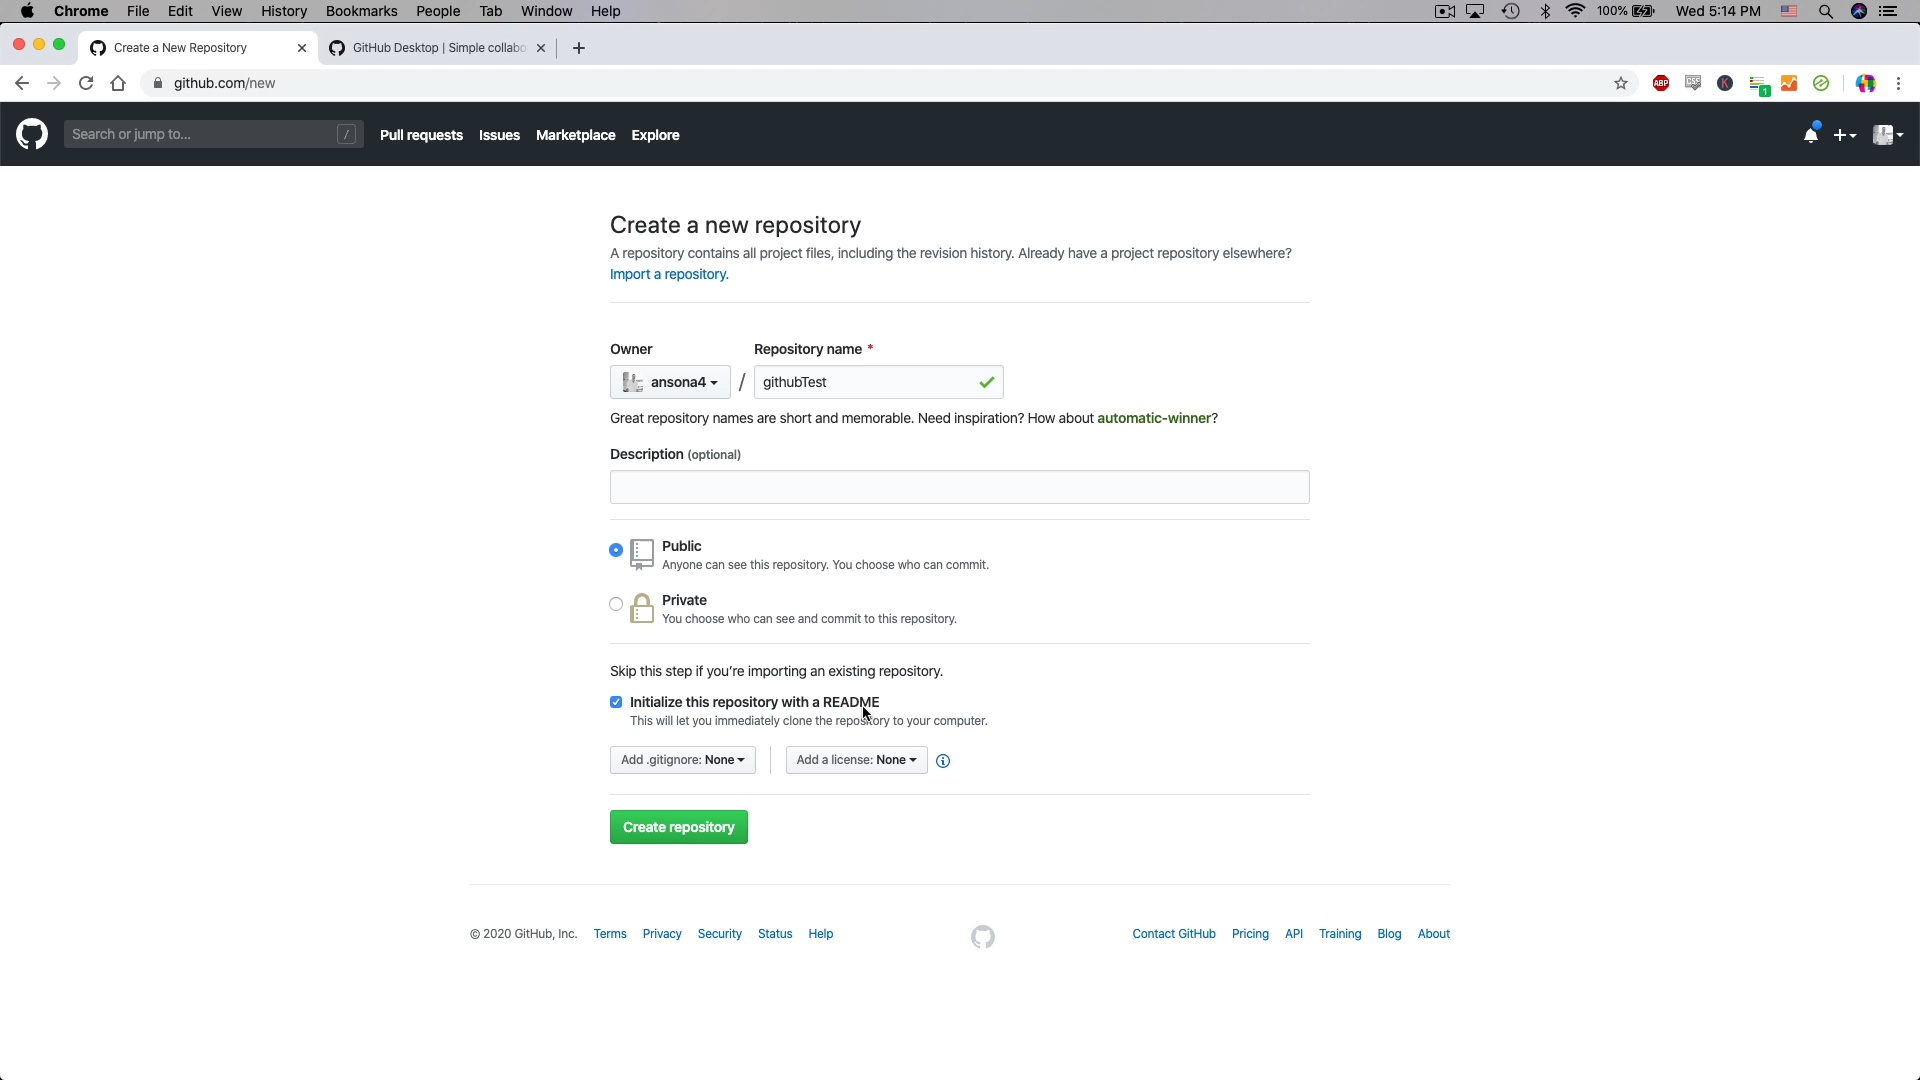 Chrome File Edit View History Bookmarks People Tab Window Help 100% Wed 5:14 PM
Create a New Repository GitHub Desktop | Simple collabo
github.com/new ABP CSS K 1
Search or jump to... / Pull requests Issues Marketplace Explore
Create a new repository
A repository contains all project files, including the revision history. Already have a project repository elsewhere?
Import a repository.
Owner Repository name *
ansona4 / githubTest
Great repository names are short and memorable. Need inspiration? How about automatic-winner?
Description (optional)
Public
Anyone can see this repository. You choose who can commit.
Private
You choose who can see and commit to this repository.
Skip this step if you’re importing an existing repository.
Initialize this repository with a README
This will let you immediately clone the repository to your computer.
Add .gitignore: None Add a license: None
Create repository
© 2020 GitHub, Inc. Terms Privacy Security Status Help Contact GitHub Pricing API Training Blog About